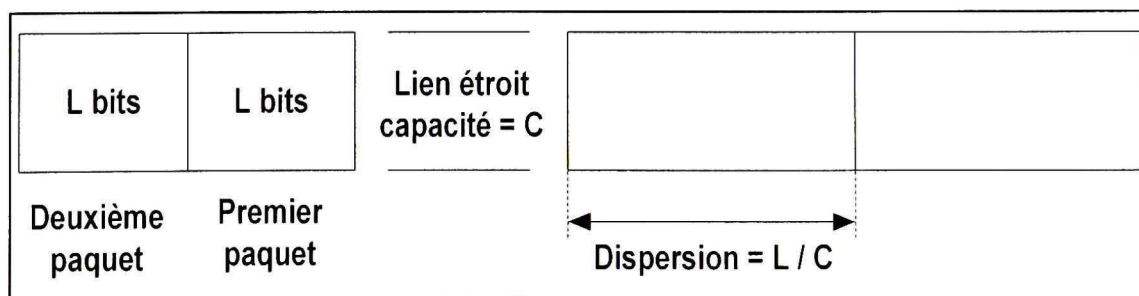 L bits
L bits
Lien étroit
capacité = C
Deuxième
paquet
Premier
paquet
Dispersion = L / C